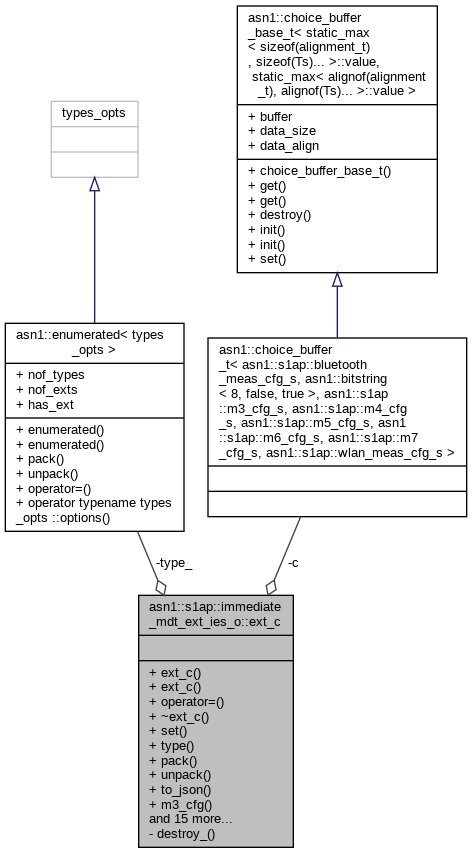 asn1::choice_buffer
_base_t< static_max
< sizeof(alignment_t)
, sizeof(Ts)... >::value,
static_max< alignof(alignment
_t), alignof(Ts)... >::value >
+ buffer
+ data_size
+ data_align
+ choice_buffer_base_t()
+ get()
+ get()
+ destroy()
+ init()
+ init()
+ set()
types_opts
asn1::enumerated< types
_opts >
+ nof_types
+ nof_exts
+ has_ext
+ enumerated()
+ enumerated()
+ pack()
+ unpack()
+ operator=()
+ operator typename types
_opts ::options()
asn1::choice_buffer
_t< asn1::s1ap::bluetooth
_meas_cfg_s, asn1::bitstring
< 8, false, true >, asn1::s1ap
::m3_cfg_s, asn1::s1ap::m4_cfg
_s, asn1::s1ap::m5_cfg_s, asn1
::s1ap::m6_cfg_s, asn1::s1ap::m7
_cfg_s, asn1::s1ap::wlan_meas_cfg_s >
-type_
-c
asn1::s1ap::immediate
_mdt_ext_ies_o::ext_c
+ ext_c()
+ ext_c()
+ operator=()
+ ~ext_c()
+ set()
+ type()
+ pack()
+ unpack()
+ to_json()
+ m3_cfg()
and 15 more...
- destroy_()